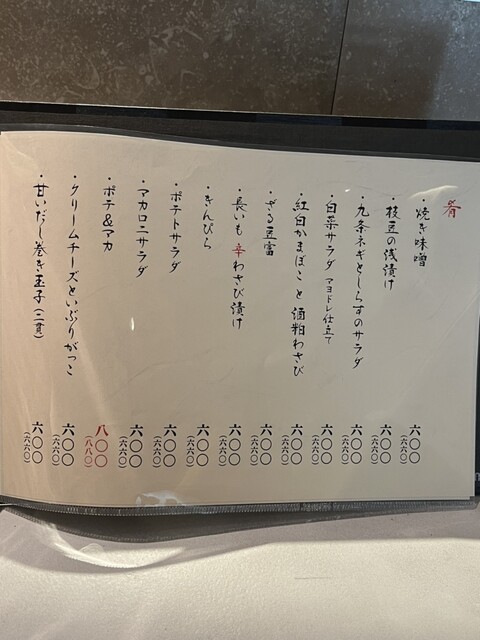 肴
・焼き味噌 六〇〇（六六〇）
・枝豆の浅漬け 六〇〇（六六〇）
・九条ネギとしらすのサラダ 六〇〇（六六〇）
・白菜サラダ マヨドレ仕立て 六〇〇（六六〇）
・紅白かまぼこと酒粕わさび 六〇〇（六六〇）
・ざる豆富 六〇〇（六六〇）
・長いも辛わさび漬け 六〇〇（六六〇）
・きんぴら 六〇〇（六六〇）
・ポテトサラダ 六〇〇（六六〇）
・マカロニサラダ 六〇〇（六六〇）
・ポテ&マカ 八〇〇（八八〇）
・クリームチーズといぶりがっこ 六〇〇（六六〇）
・甘いだし巻き玉子（二貫） 六〇〇（六六〇）